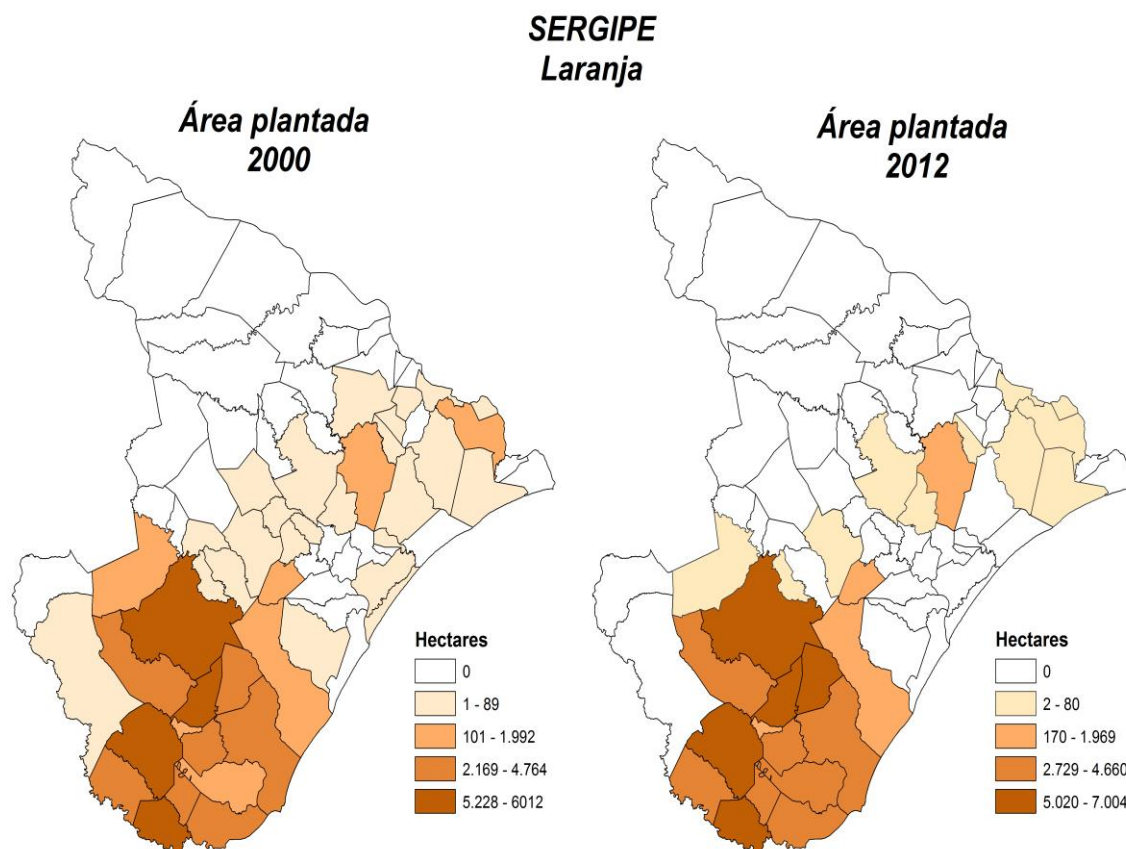 SERGIPE
Laranja
Área plantada
2000
Hectares
0
1 - 89
101 - 1.992
2.169 - 4.764
5.228 - 6012
Área plantada
2012
Hectares
0
2 - 80
170 - 1.969
2.729 - 4.660
5.020 - 7.004